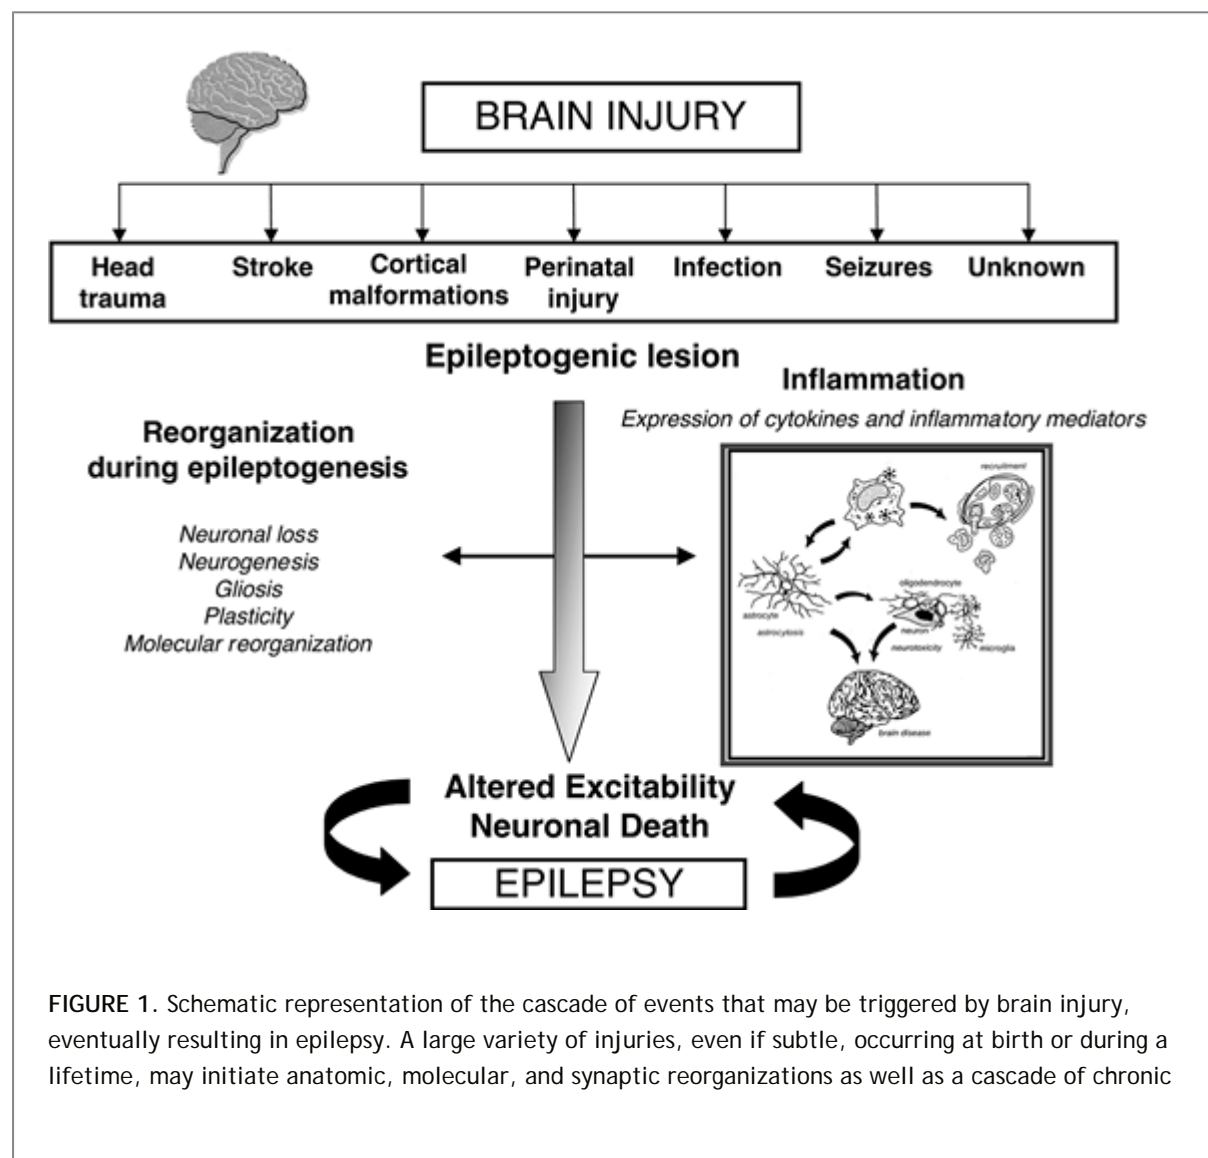 BRAIN INJURY
Head
trauma
Stroke
Cortical
malformations
Perinatal
injury
Infection
Seizures
Unknown
Epileptogenic lesion
Reorganization
during epileptogenesis
Neuronal loss
Neurogenesis
Gliosis
Plasticity
Molecular reorganization
Inflammation
Expression of cytokines and inflammatory mediators
recruitment
astrocyte
astrocytosis
oligodendrocyte
neuron
neurotoxicity
microglia
brain disease
Altered Excitability
Neuronal Death
EPILEPSY
FIGURE 1. Schematic representation of the cascade of events that may be triggered by brain injury,
eventually resulting in epilepsy. A large variety of injuries, even if subtle, occurring at birth or during a
lifetime, may initiate anatomic, molecular, and synaptic reorganizations as well as a cascade of chronic